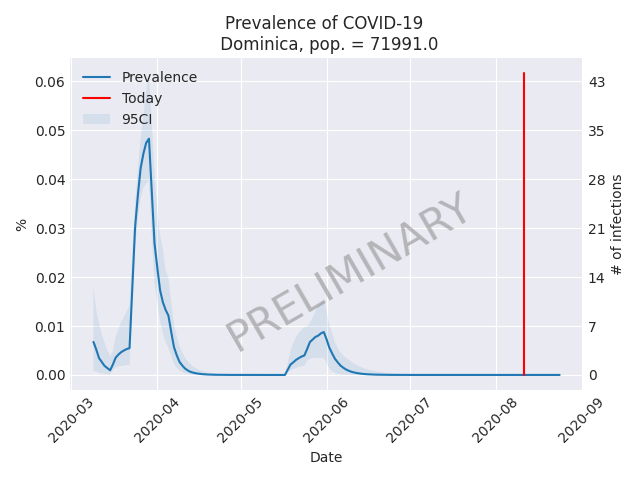 Prevalence of COVID-19
Dominica, pop. = 71991.0
Prevalence
Today
95CI
0.06
0.05
0.04
0.03
0.02
0.01
0.00
%
43
35
28
21
14
7
0
# of infections
PRELIMINARY
2020-03
2020-04
2020-05
2020-06
2020-07
2020-08
2020-09
Date